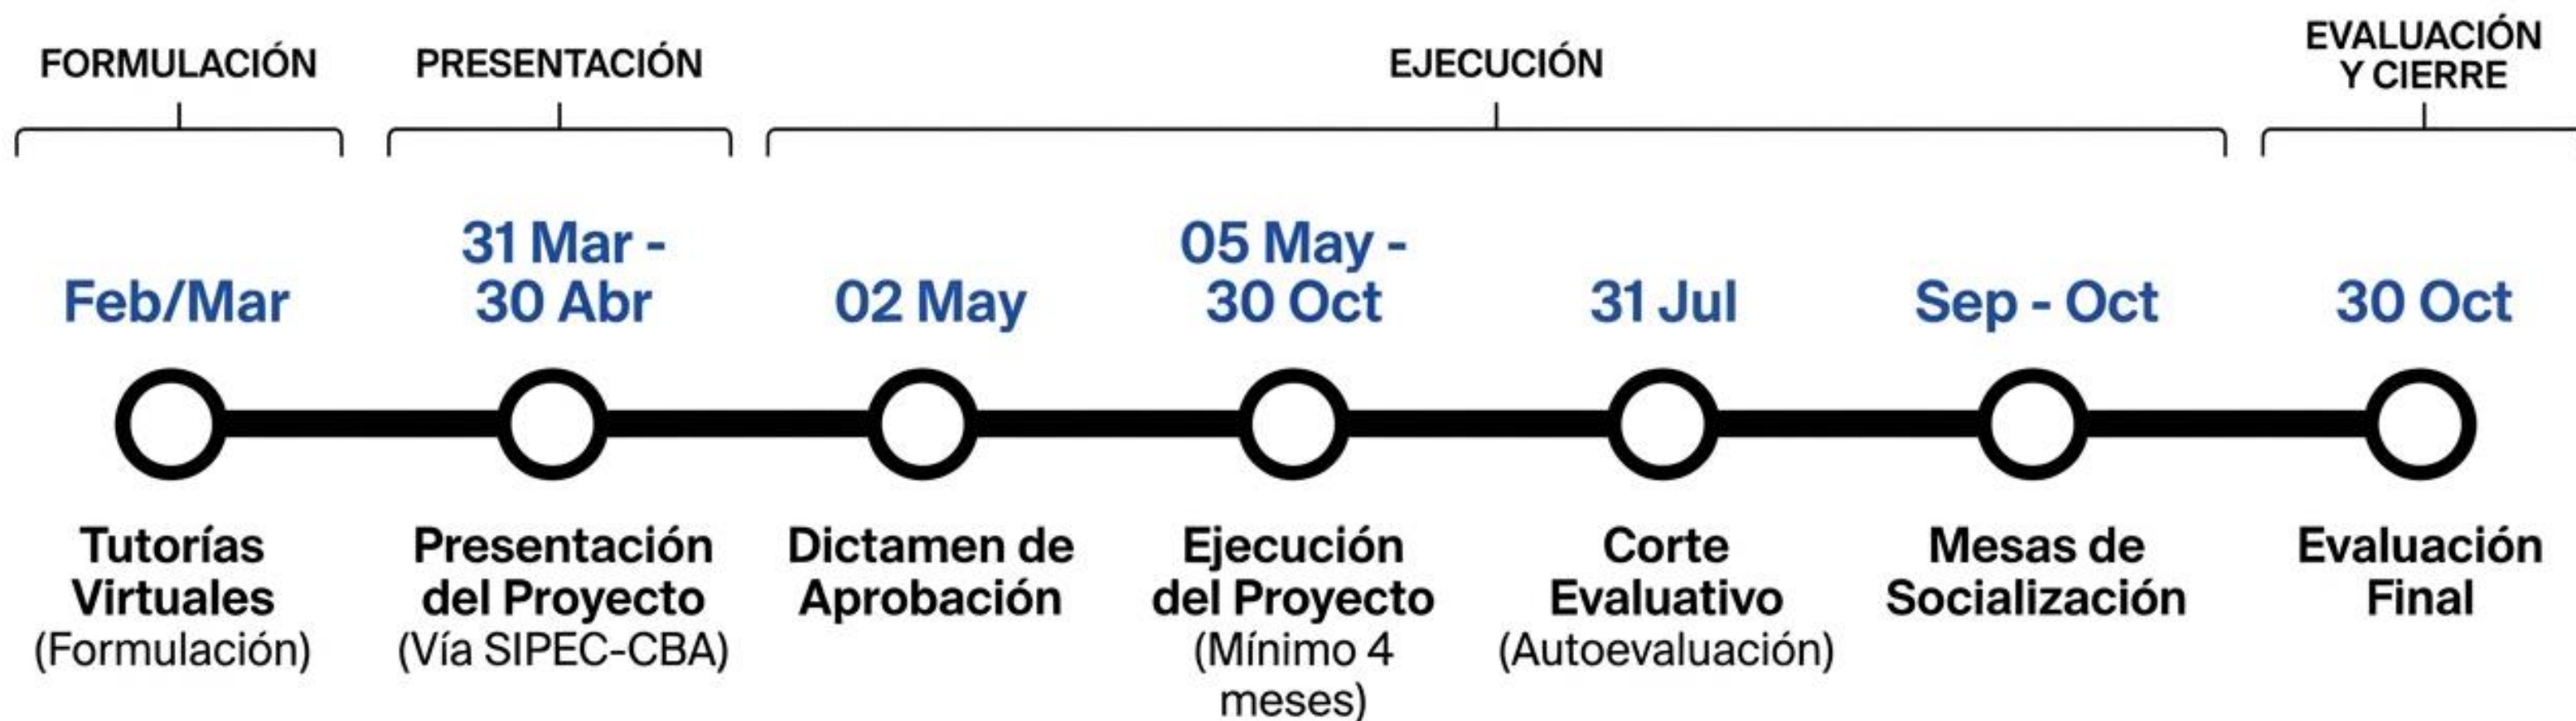 FORMULACIÓN
PRESENTACIÓN
EJECUCIÓN
EVALUACIÓN
Y CIERRE
Feb/Mar
31 Mar -
30 Abr
02 May
05 May -
30 Oct
31 Jul
Sep - Oct
30 Oct
Tutorías
Virtuales
(Formulación)
Presentación
del Proyecto
(Vía SIPEC-CBA)
Dictamen de
Aprobación
Ejecución
del Proyecto
(Mínimo 4
meses)
Corte
Evaluativo
(Autoevaluación)
Mesas de
Socialización
Evaluación
Final